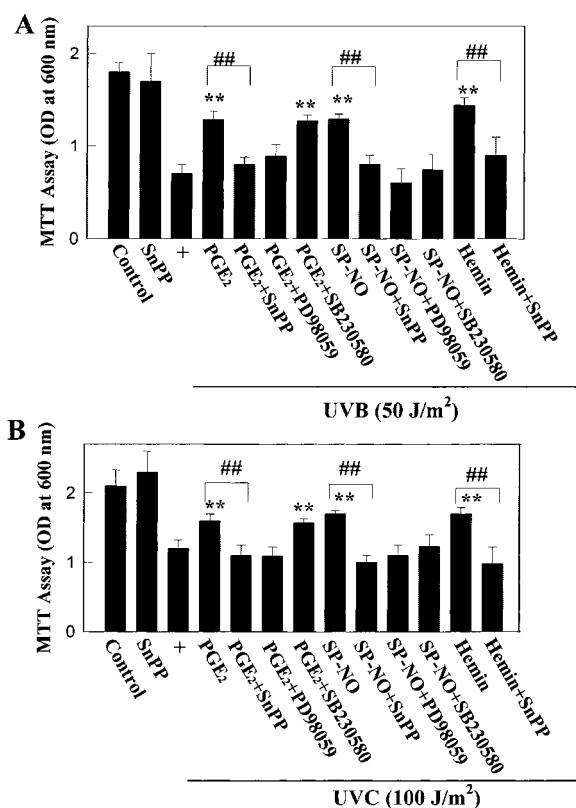 A
MTT Assay (OD at 600 nm)
2
1
0
## ## ##
** ** ** **
Control
SnPP
+
PGE₂
PGE₂+SnPP
PGE₂+PD98059
PGE₂+SB230580
SP-NO
SP-NO+SnPP
SP-NO+PD98059
SP-NO+SB230580
Hemin
Hemin+SnPP
UVB (50 J/m²)
B
MTT Assay (OD at 600 nm)
2
1
0
## ## ##
** ** ** **
Control
SnPP
+
PGE₂
PGE₂+SnPP
PGE₂+PD98059
PGE₂+SB230580
SP-NO
SP-NO+SnPP
SP-NO+PD98059
SP-NO+SB230580
Hemin
Hemin+SnPP
UVC (100 J/m²)